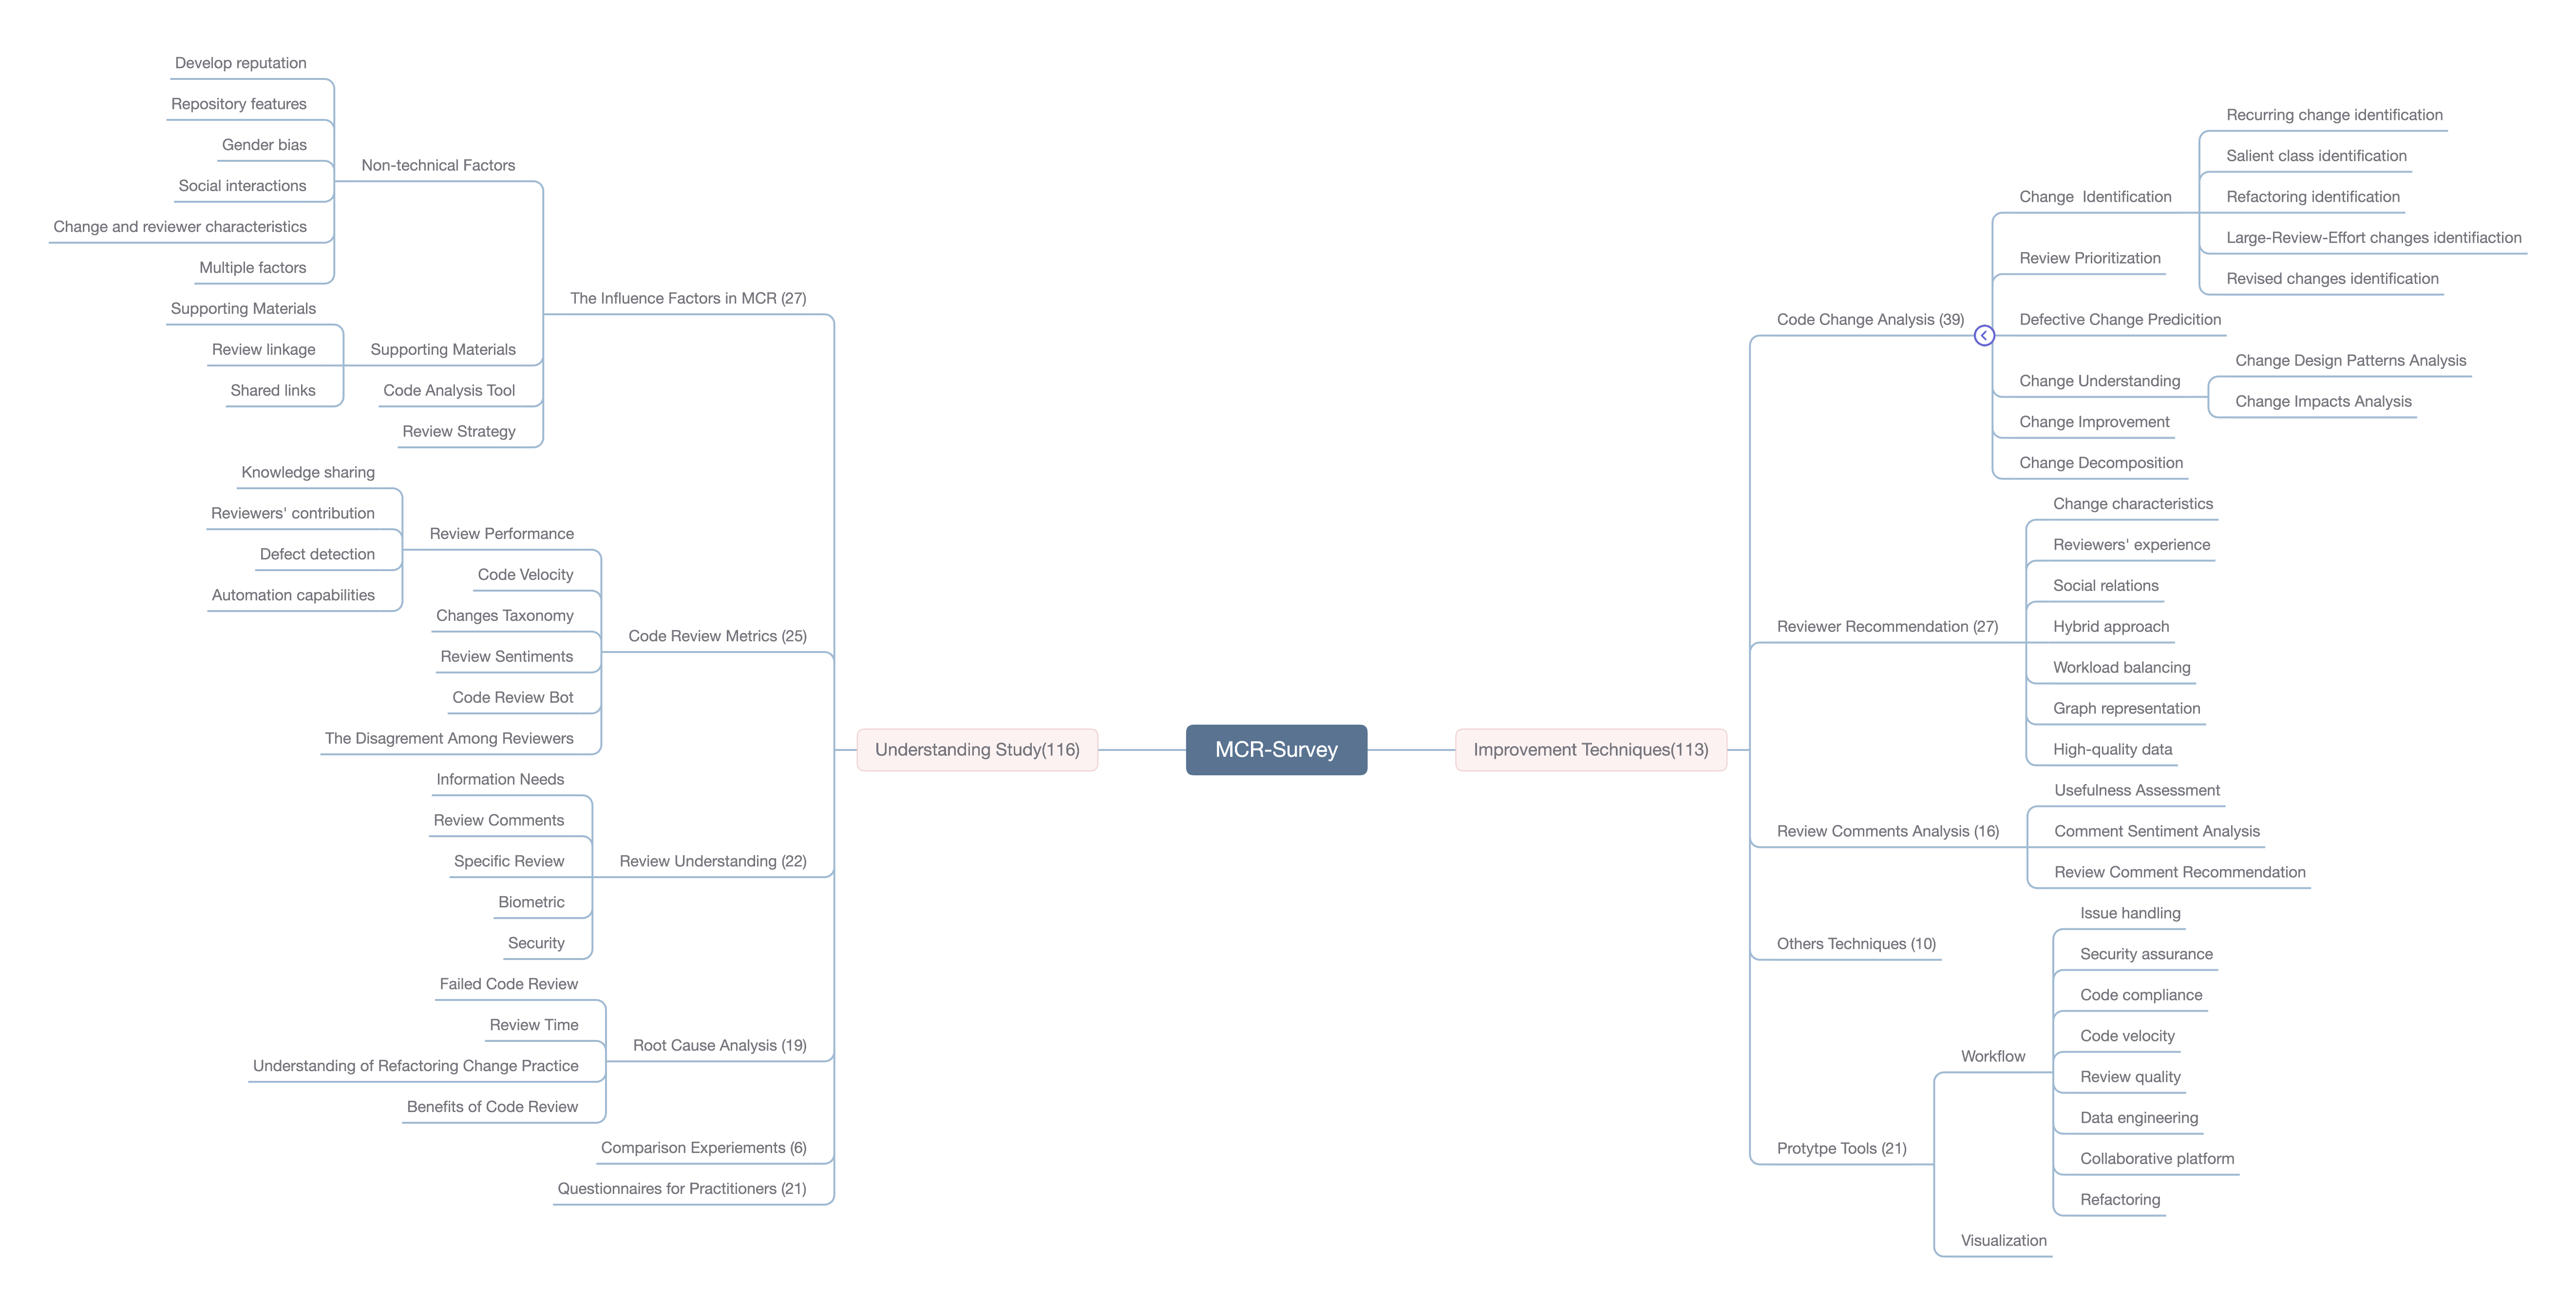 MCR-Survey
Understanding Study(116)
The Influence Factors in MCR (27)
Non-technical Factors
Develop reputation
Repository features
Gender bias
Social interactions
Change and reviewer characteristics
Multiple factors
Supporting Materials
Supporting Materials
Review linkage
Shared links
Code Analysis Tool
Review Strategy
Code Review Metrics (25)
Review Performance
Knowledge sharing
Reviewers' contribution
Defect detection
Automation capabilities
Code Velocity
Changes Taxonomy
Review Sentiments
Code Review Bot
The Disagrement Among Reviewers
Review Understanding (22)
Information Needs
Review Comments
Specific Review
Biometric
Security
Root Cause Analysis (19)
Failed Code Review
Review Time
Understanding of Refactoring Change Practice
Benefits of Code Review
Comparison Experiements (6)
Questionnaires for Practitioners (21)
Improvement Techniques(113)
Code Change Analysis (39)
Change  Identification
Recurring change identification
Salient class identification
Refactoring identification
Large-Review-Effort changes identifiaction
Revised changes identification
Review Prioritization
Defective Change Predicition
Change Understanding
Change Design Patterns Analysis
Change Impacts Analysis
Change Improvement
Change Decomposition
Reviewer Recommendation (27)
Change characteristics
Reviewers' experience
Social relations
Hybrid approach
Workload balancing
Graph representation
High-quality data
Review Comments Analysis (16)
Usefulness Assessment
Comment Sentiment Analysis
Review Comment Recommendation
Others Techniques (10)
Protytpe Tools (21)
Workflow
Issue handling
Security assurance
Code compliance
Code velocity
Review quality
Data engineering
Collaborative platform
Refactoring
Visualization